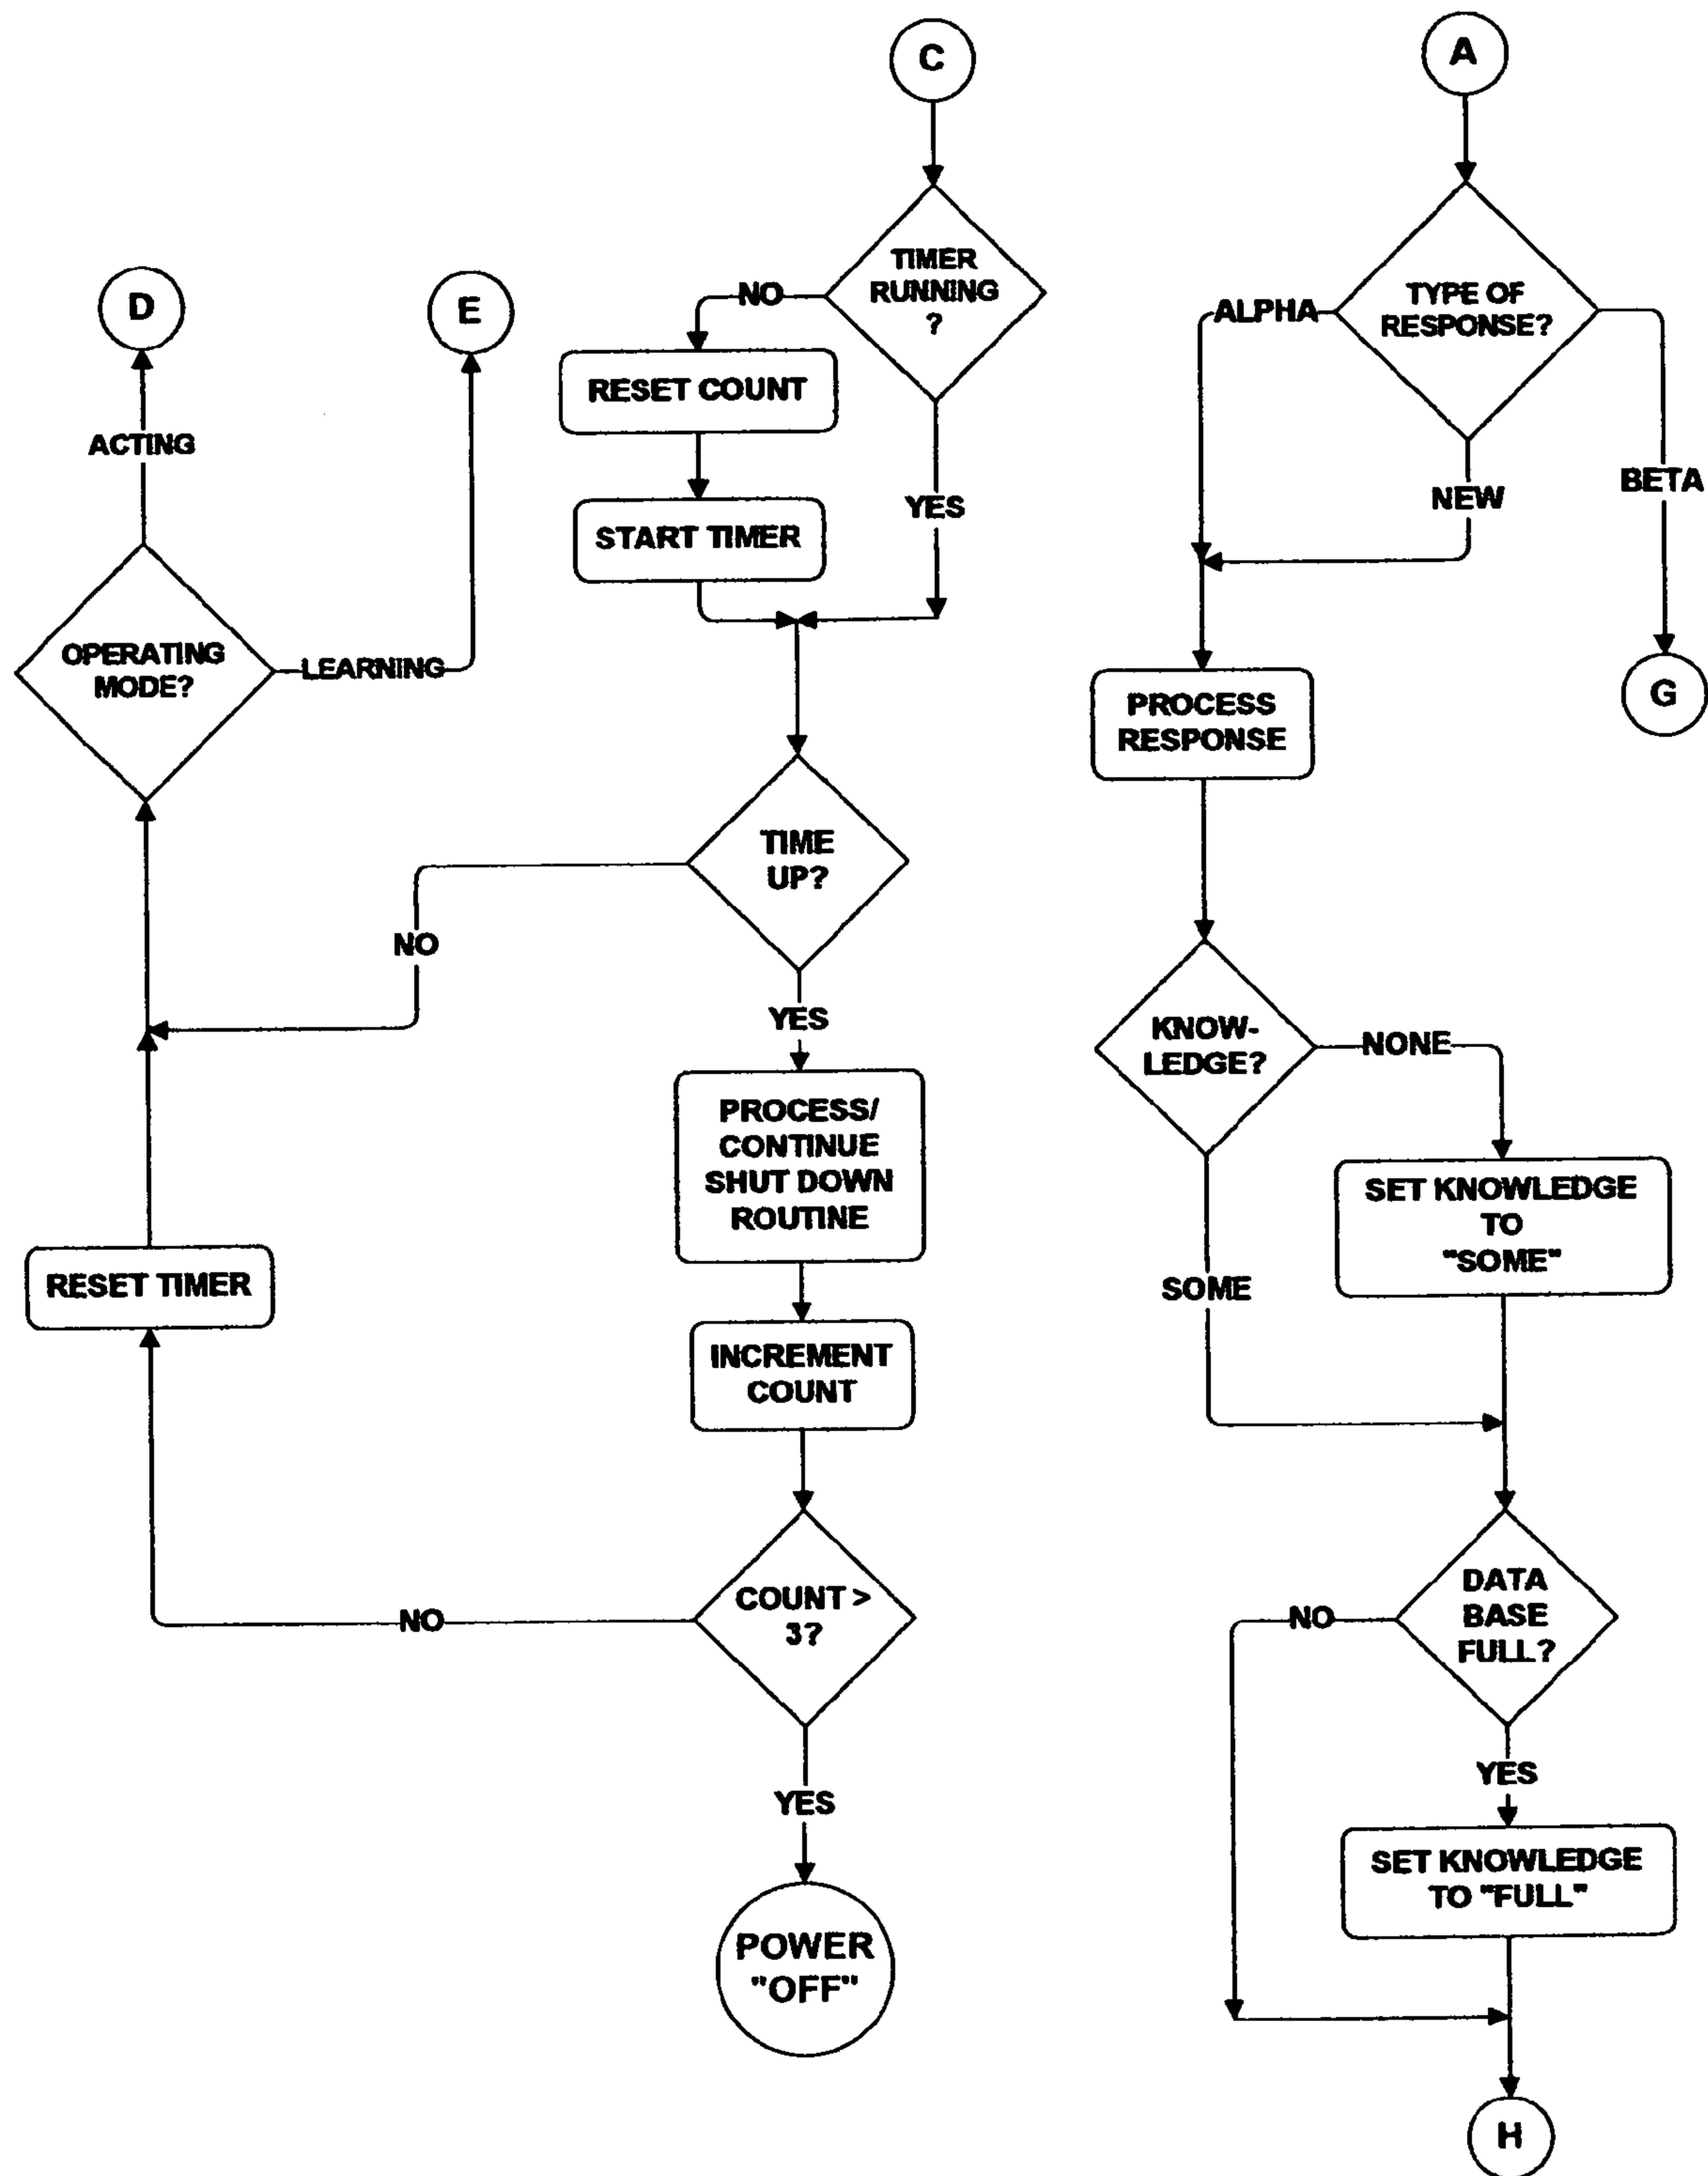 C
TIMER
RUNNING
?
NO
RESET COUNT
START TIMER
YES
D
E
ACTING
OPERATING
MODE?
LEARNING
TIME
UP?
NO
YES
PROCESS/
CONTINUE
SHUT DOWN
ROUTINE
RESET TIMER
INCREMENT
COUNT
COUNT >
3?
NO
YES
POWER
"OFF"
A
TYPE OF
RESPONSE?
ALPHA
NEW
BETA
G
PROCESS
RESPONSE
KNOW-
LEDGE?
NONE
SET KNOWLEDGE
TO
"SOME"
SOME
DATA
BASE
FULL?
NO
YES
SET KNOWLEDGE
TO "FULL"
H